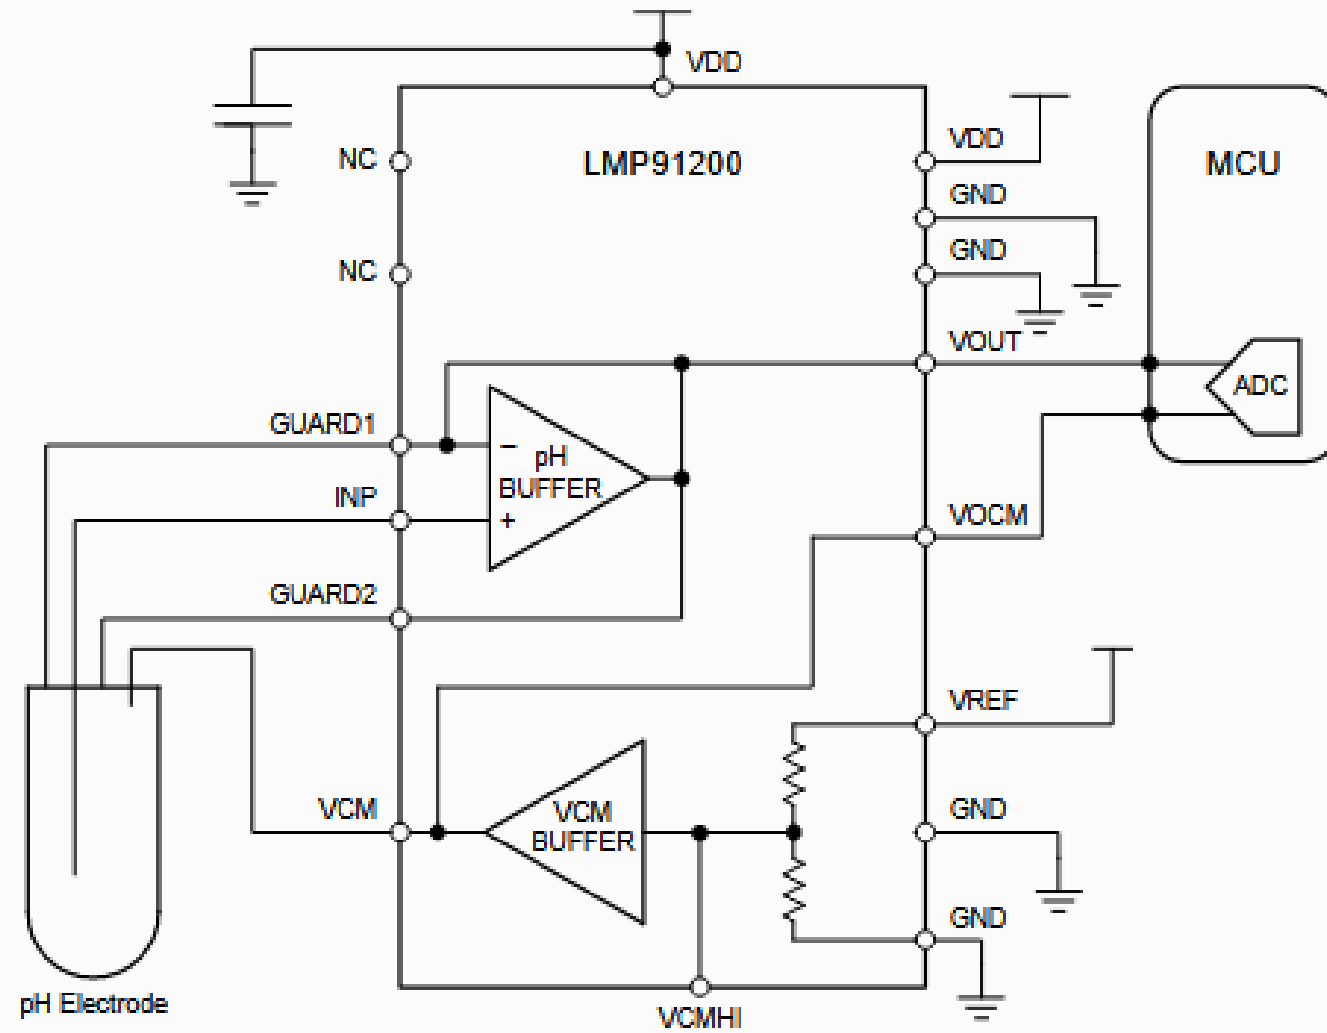 VDD
LMP91200
MCU
NC
VDD
GND
NC
GND
VOUT
ADC
GUARD1
−
pH
BUFFER
INP
+
VOCM
GUARD2
VREF
VCM
VCM
BUFFER
GND
GND
pH Electrode
VCMHI